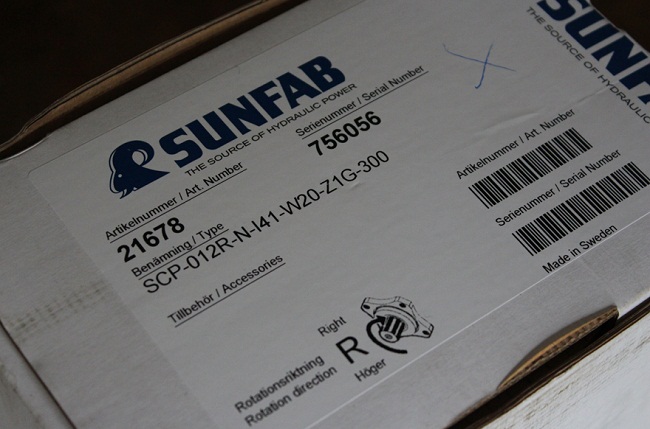 SUNFAB
THE SOURCE OF HYDRAULIC POWER
Artikelnummer / Art. Number
21678
Serienummer / Serial Number
756056
Benämning / Type
SCP-012R-N-I41-W20-Z1G-300
Tillbehör / Accessories
Rotationsriktning
Rotation direction
Right
R
Höger
SUNFAB
THE SOURCE OF HYDRAULIC
Artikelnummer / Art. Number
Serienummer / Serial Number
Made in Sweden